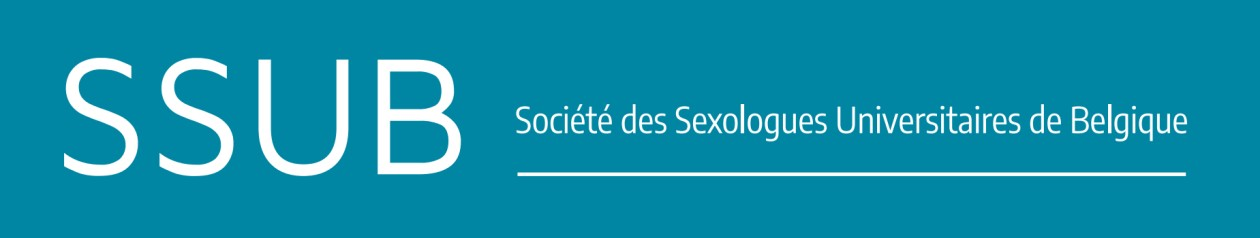 SSUB
Société des Sexologues Universitaires de Belgique